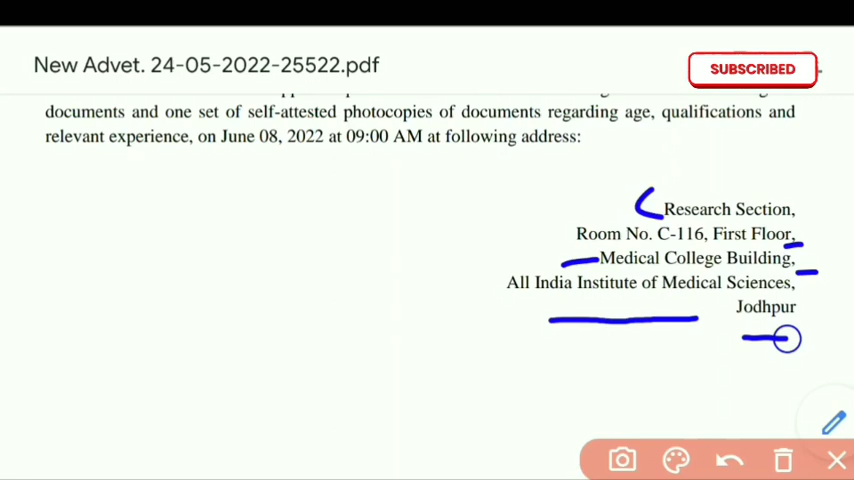 New Advet. 24-05-2022-25522.pdf
SUBSCRIBED
documents and one set of self-attested photocopies of documents regarding age, qualifications and
relevant experience, on June 08, 2022 at 09:00 AM at following address:
Research Section,
Room No. C-116, First Floor,
Medical College Building,
All India Institute of Medical Sciences,
Jodhpur